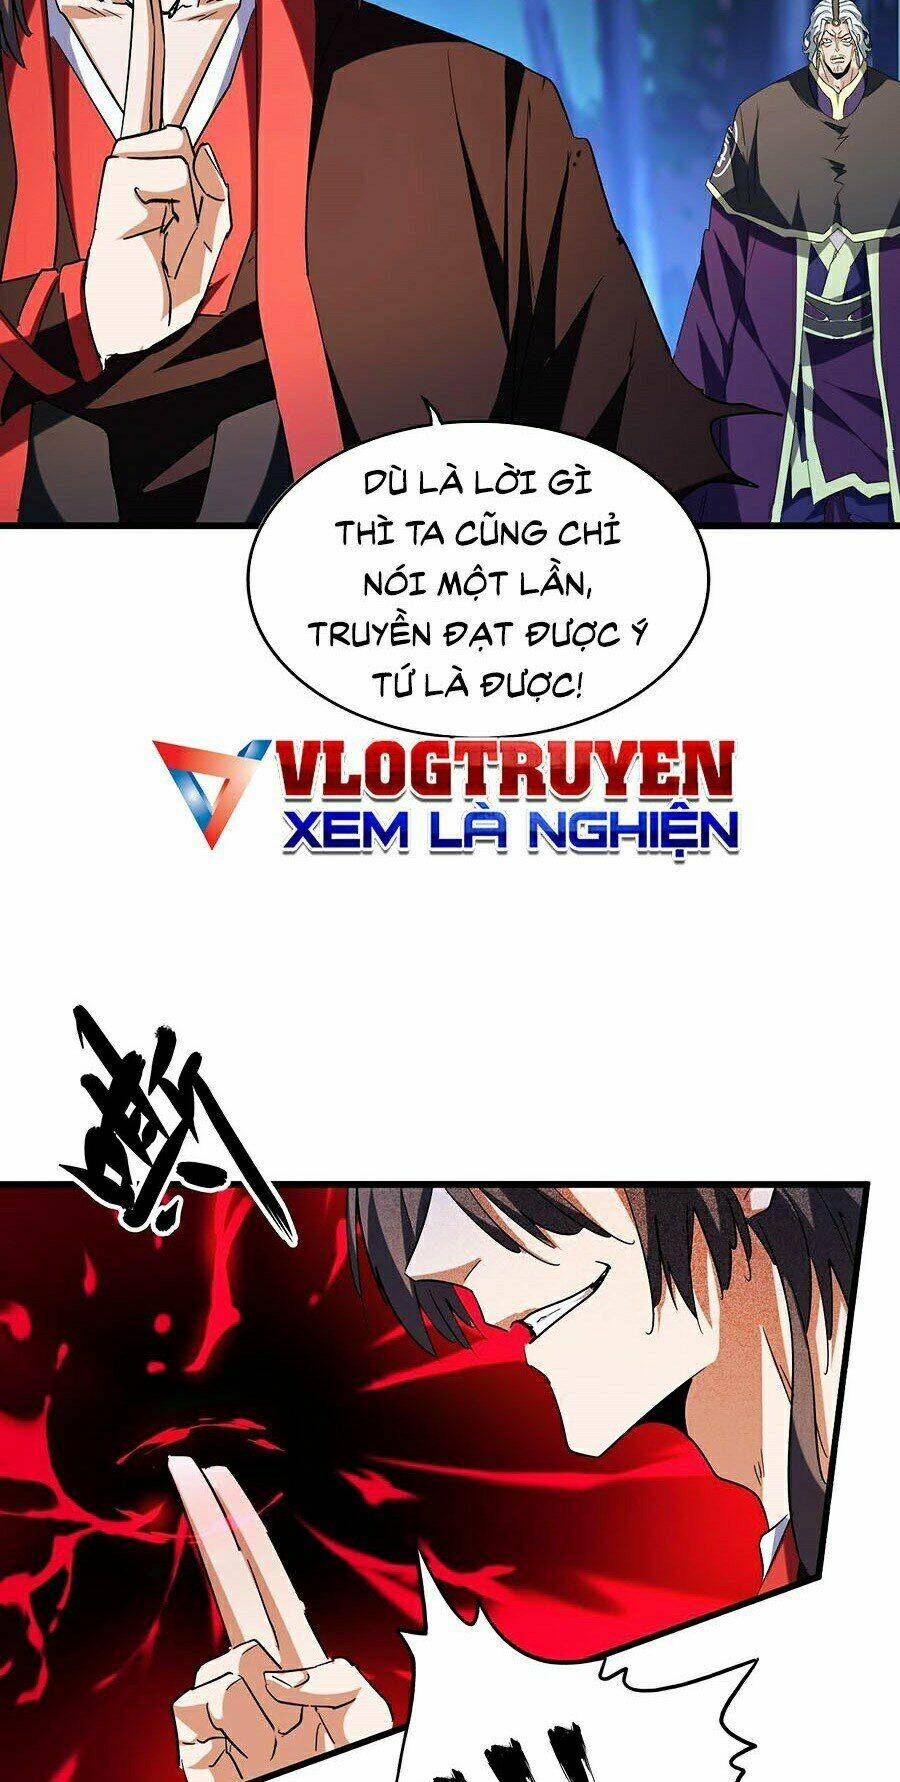 DÙ LÀ LỜI GÌ
THÌ TA CŨNG CHỈ
NÓI MỘT LẦN,
TRUYỀN ĐẠT ĐƯỢC Ý
TỨ LÀ ĐƯỢC!
VLOGTRUYEN
XEM LÀ NGHIỆN